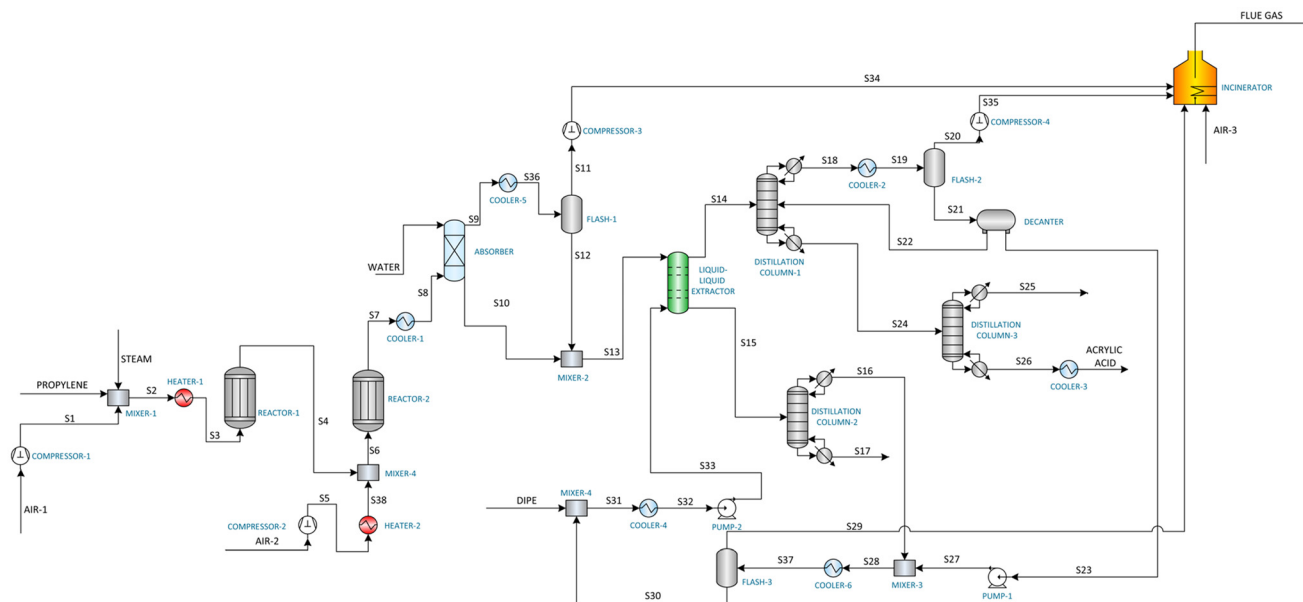 FLUE GAS
S34
INCINERATOR
S35
COMPRESSOR-3
COMPRESSOR-4
AIR-3
S20
S11
S18
S19
S36
COOLER-2
FLASH-2
COOLER-5
S14
FLASH-1
S9
S21
DECANTER
S22
ABSORBER
S12
DISTILLATION
COLUMN-1
WATER
LIQUID-
LIQUID
EXTRACTOR
S8
S25
S10
S7
S24
DISTILLATION
COLUMN-3
COOLER-1
S15
S13
ACRYLIC
ACID
S26
STEAM
MIXER-2
COOLER-3
S16
HEATER-1
PROPYLENE
S2
REACTOR-2
MIXER-1
REACTOR-1
S4
DISTILLATION
COLUMN-2
S1
S3
S6
S17
COMPRESSOR-1
S33
MIXER-4
MIXER-4
S5
S38
DIPE
S31
S32
AIR-1
COMPRESSOR-2
HEATER-2
COOLER-4
PUMP-2
S29
AIR-2
S37
S28
S27
S23
FLASH-3
COOLER-6
MIXER-3
PUMP-1
S30